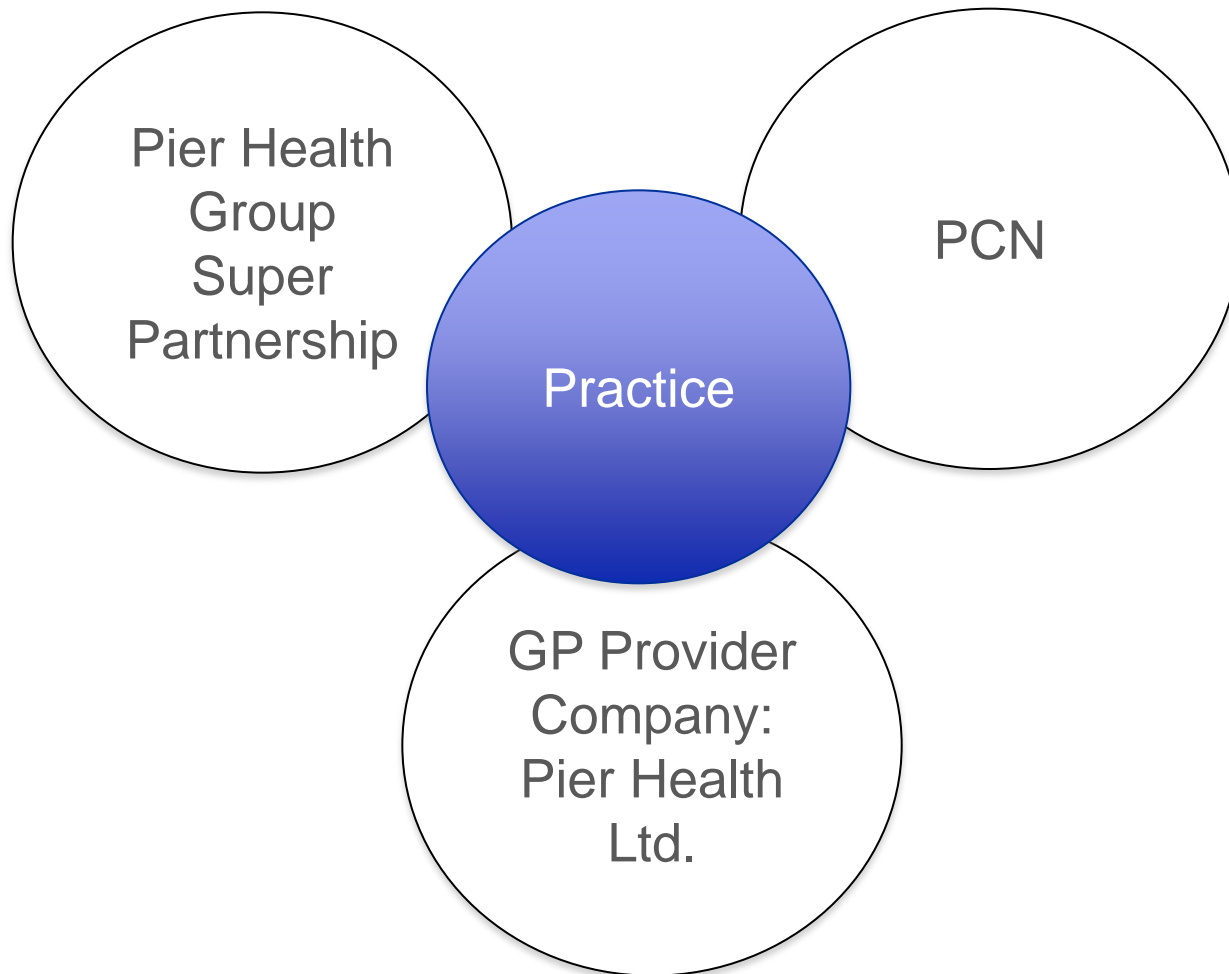 Pier Health
Group
Super
Partnership
PCN
Practice
GP Provider
Company:
Pier Health
Ltd.